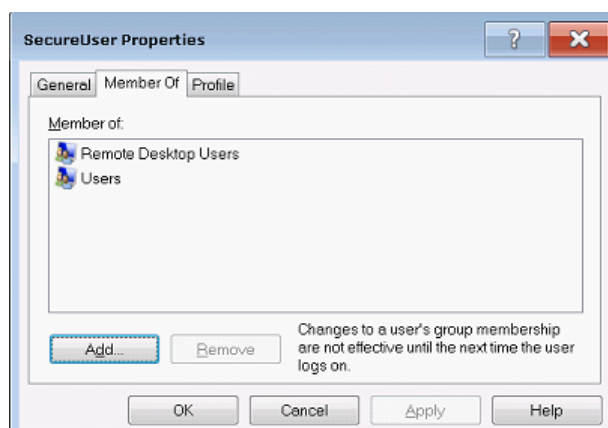 SecureUser Properties
?
General Member Of Profile
Member of:
Remote Desktop Users
Users
Add... Remove
Changes to a user's group membership
are not effective until the next time the user
logs on.
OK Cancel Apply Help